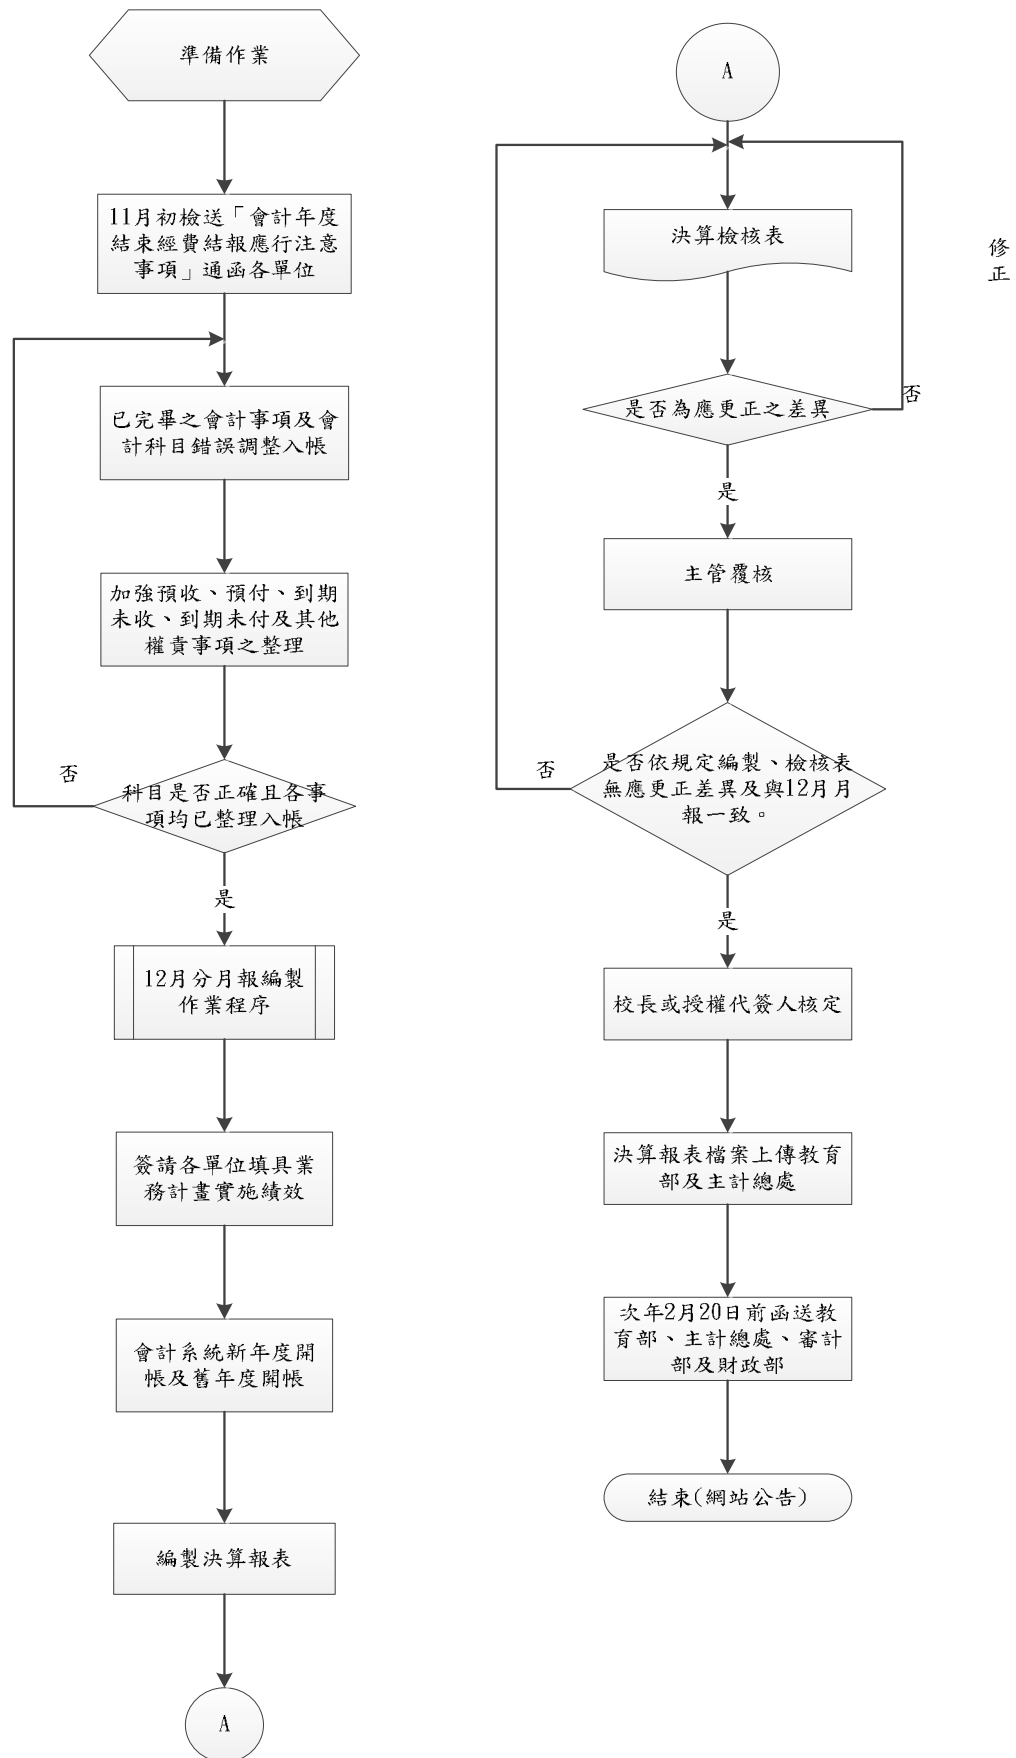 準備作業
11月初檢送「會計年度
結束經費結報應行注意
事項」通函各單位
已完畢之會計事項及會
計科目錯誤調整入帳
加強預收、預付、到期
未收、到期未付及其他
權責事項之整理
否
科目是否正確且各事
項均已整理入帳
是
12月分月報編製
作業程序
簽請各單位填具業
務計畫實施績效
會計系統新年度開
帳及舊年度開帳
編製決算報表
A
A
決算檢核表
修
正
是否為應更正之差異
否
是
主管覆核
是否依規定編製、檢核表
無應更正差異及與12月月
報一致。
否
是
校長或授權代簽人核定
決算報表檔案上傳教育
部及主計總處
次年2月20日前函送教
育部、主計總處、審計
部及財政部
結束(網站公告)